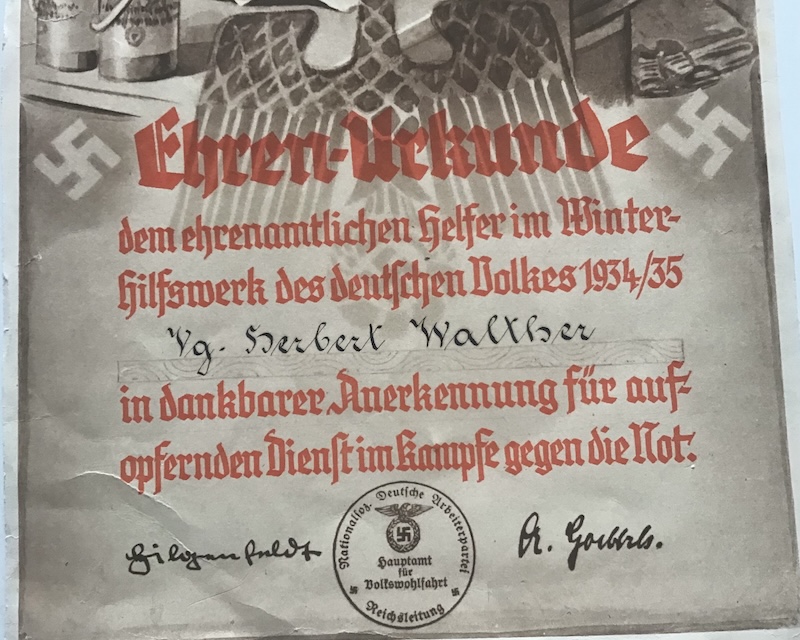 Ehren-Urkunde
dem ehrenamtlichen Helfer im Winter-
hilfswerk des deutschen Volkes 1934/35
Vg. Herbert Walther
in dankbarer Anerkennung für auf-
opfernden Dienst im Kampfe gegen die Not.
Hilgenfeldt
Nationalsoz. Deutsche Arbeiterpartei
Hauptamt
für
Volkswohlfahrt
Reichsleitung
Goebbels.